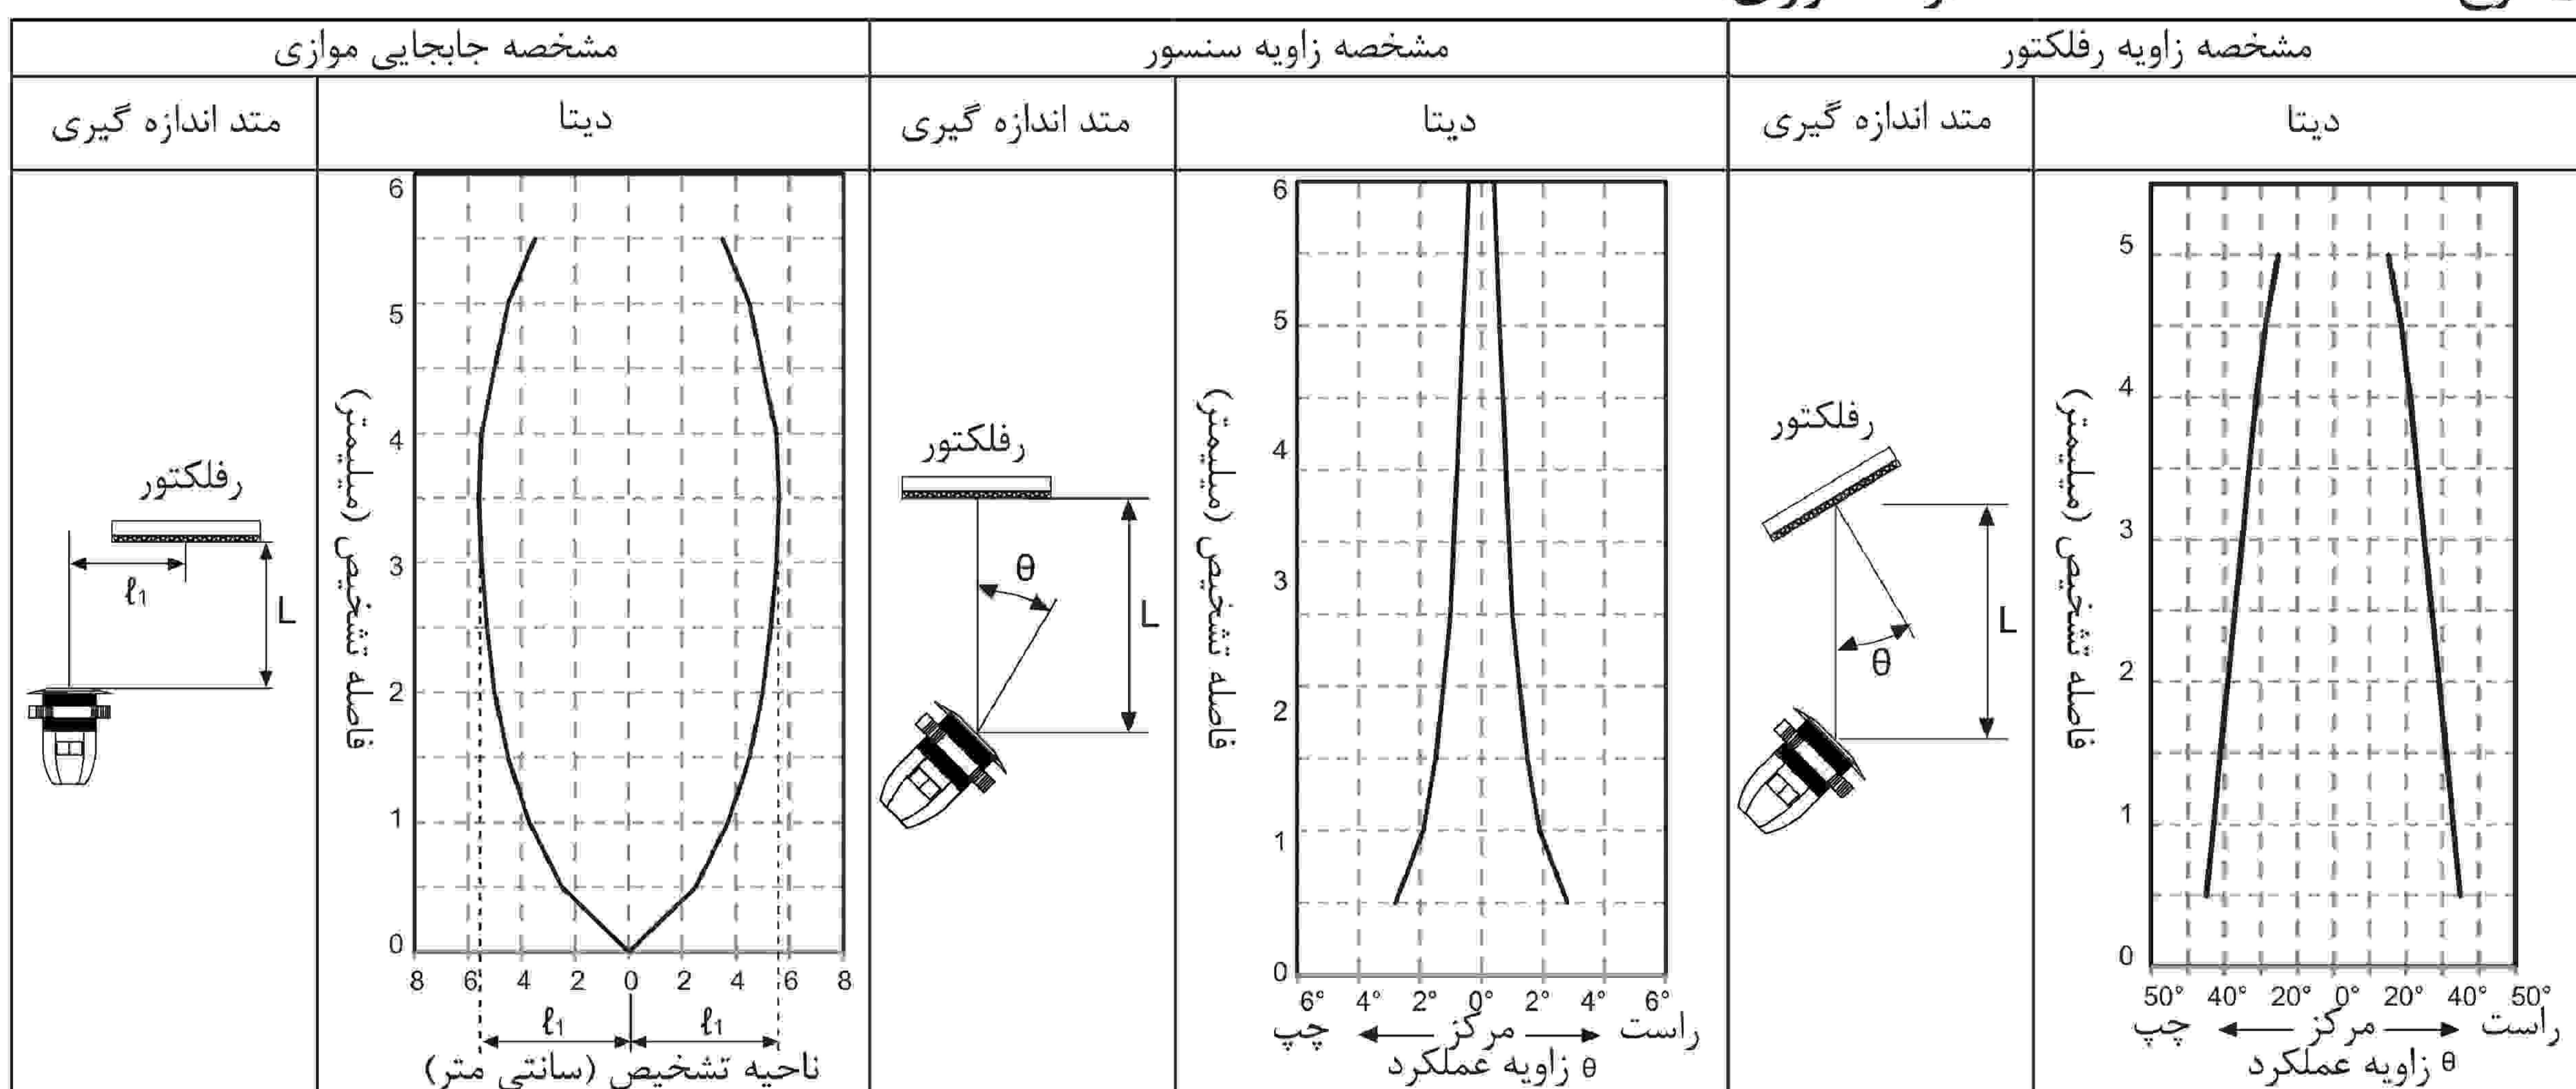 مشخصه زاویه رفلکتور
مشخصه زاویه سنسور
مشخصه جابجایی موازی
دیتا
متد اندازه گیری
دیتا
متد اندازه گیری
دیتا
متد اندازه گیری
5
4
3
2
1
0
فاصله تشخیص (میلیمتر)
50° 40° 20° 0° 20° 40° 50°
راست مرکز چپ
θ زاویه عملکرد
رفلکتور
θ
L
6
5
4
3
2
1
0
فاصله تشخیص (میلیمتر)
6° 4° 2° 0° 2° 4° 6°
راست مرکز چپ
θ زاویه عملکرد
رفلکتور
θ
L
6
5
4
3
2
1
0
فاصله تشخیص (میلیمتر)
8 6 4 2 0 2 4 6 8
ℓ1 ℓ1
ناحیه تشخیص (سانتی متر)
رفلکتور
ℓ1
L